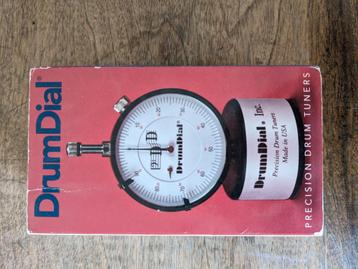 DrumDial®
DrumDial
DrumDial® Inc.
Precision Drum Tuners
Made in USA
PRECISION DRUM TUNERS